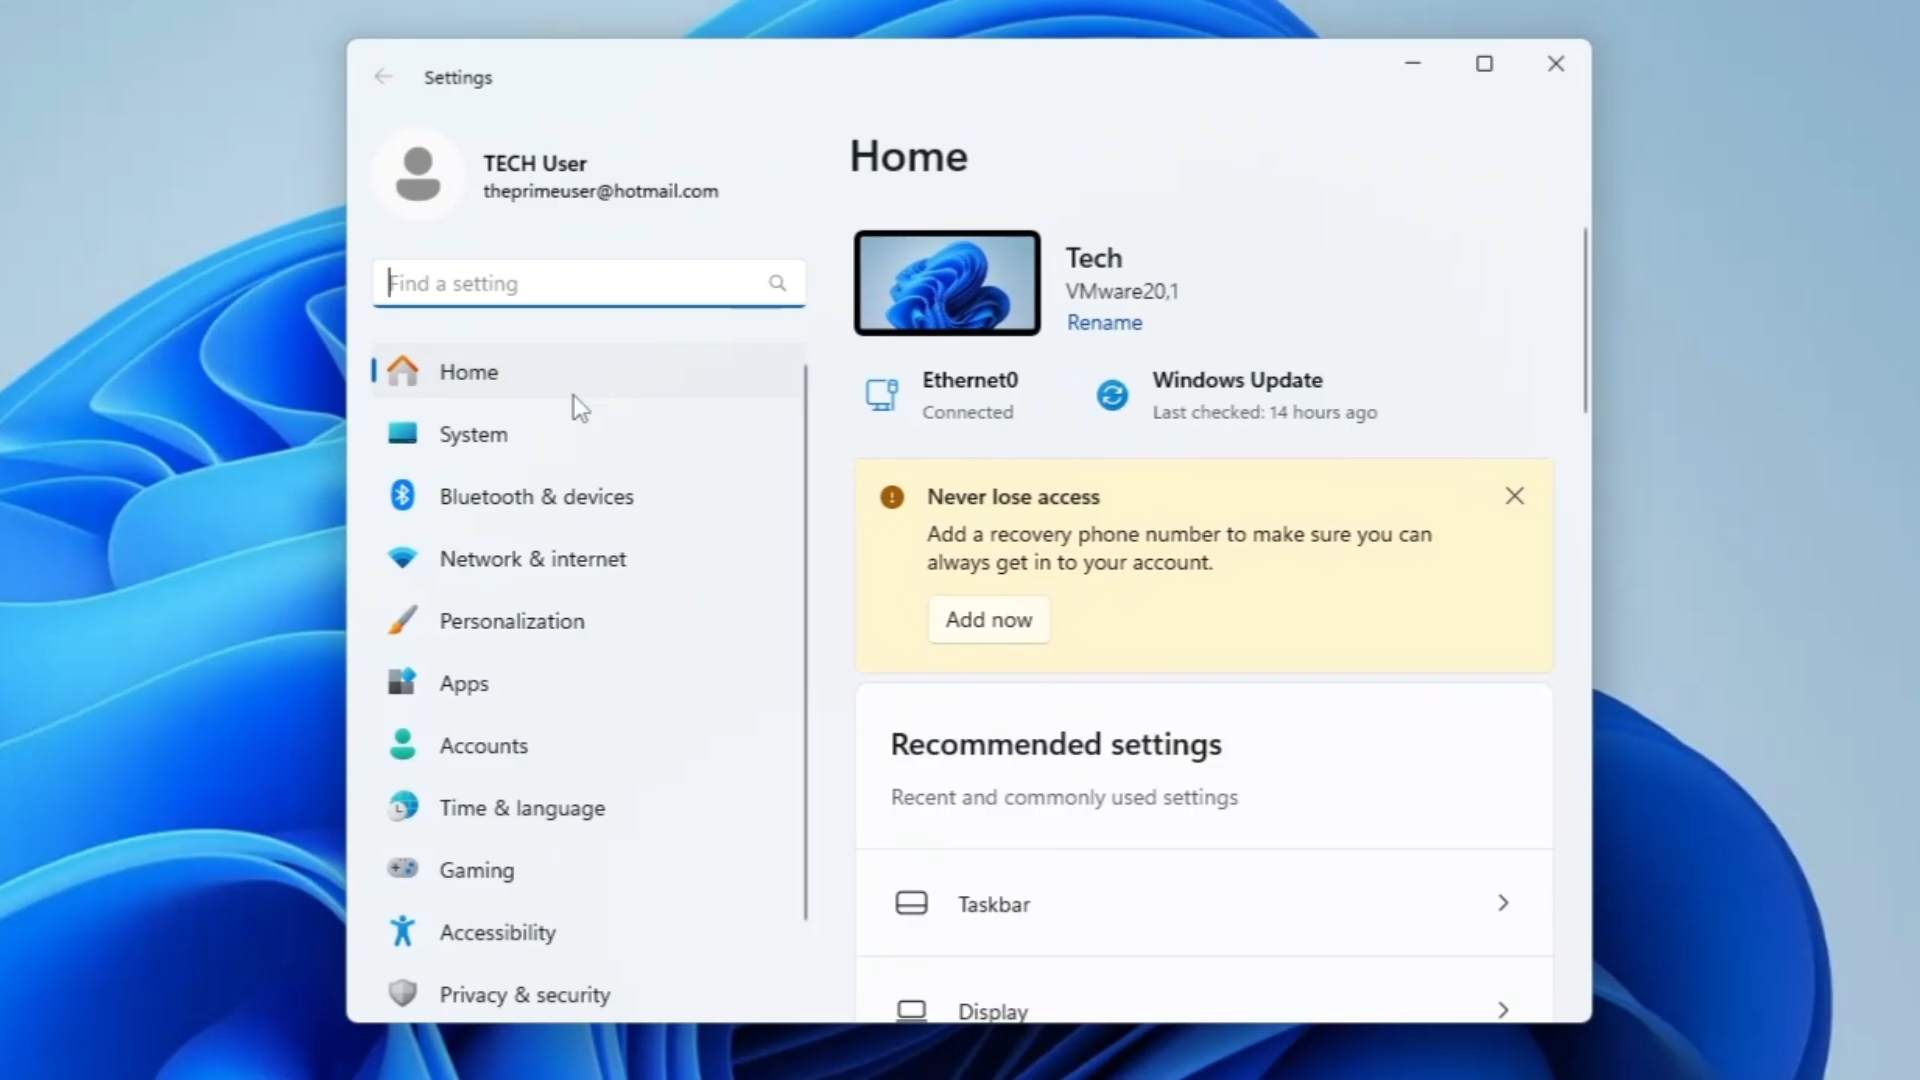 Settings
TECH User
theprimeuser@hotmail.com
Find a setting
Home
System
Bluetooth & devices
Network & internet
Personalization
Apps
Accounts
Time & language
Gaming
Accessibility
Privacy & security
Home
Tech
VMware20,1
Rename
Ethernet0
Connected
Windows Update
Last checked: 14 hours ago
Never lose access
Add a recovery phone number to make sure you can
always get in to your account.
Add now
Recommended settings
Recent and commonly used settings
Taskbar
Display